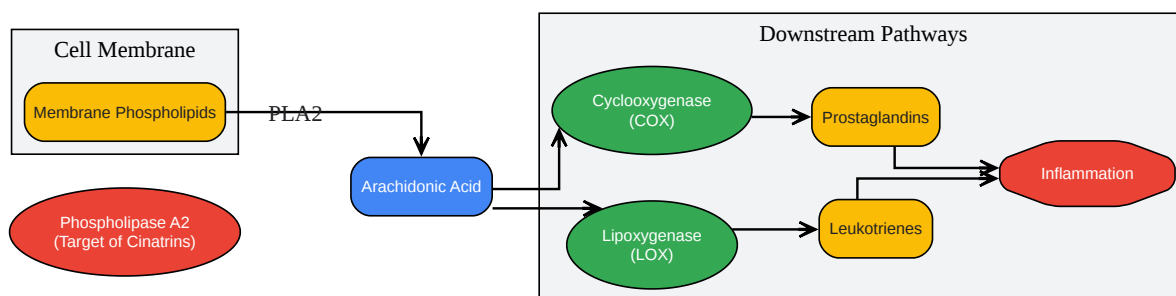 Cell Membrane
Membrane Phospholipids
PLA2
Phospholipase A2
(Target of Cinatrins)
Arachidonic Acid
Downstream Pathways
Cyclooxygenase
(COX)
Prostaglandins
Inflammation
Lipoxygenase
(LOX)
Leukotrienes